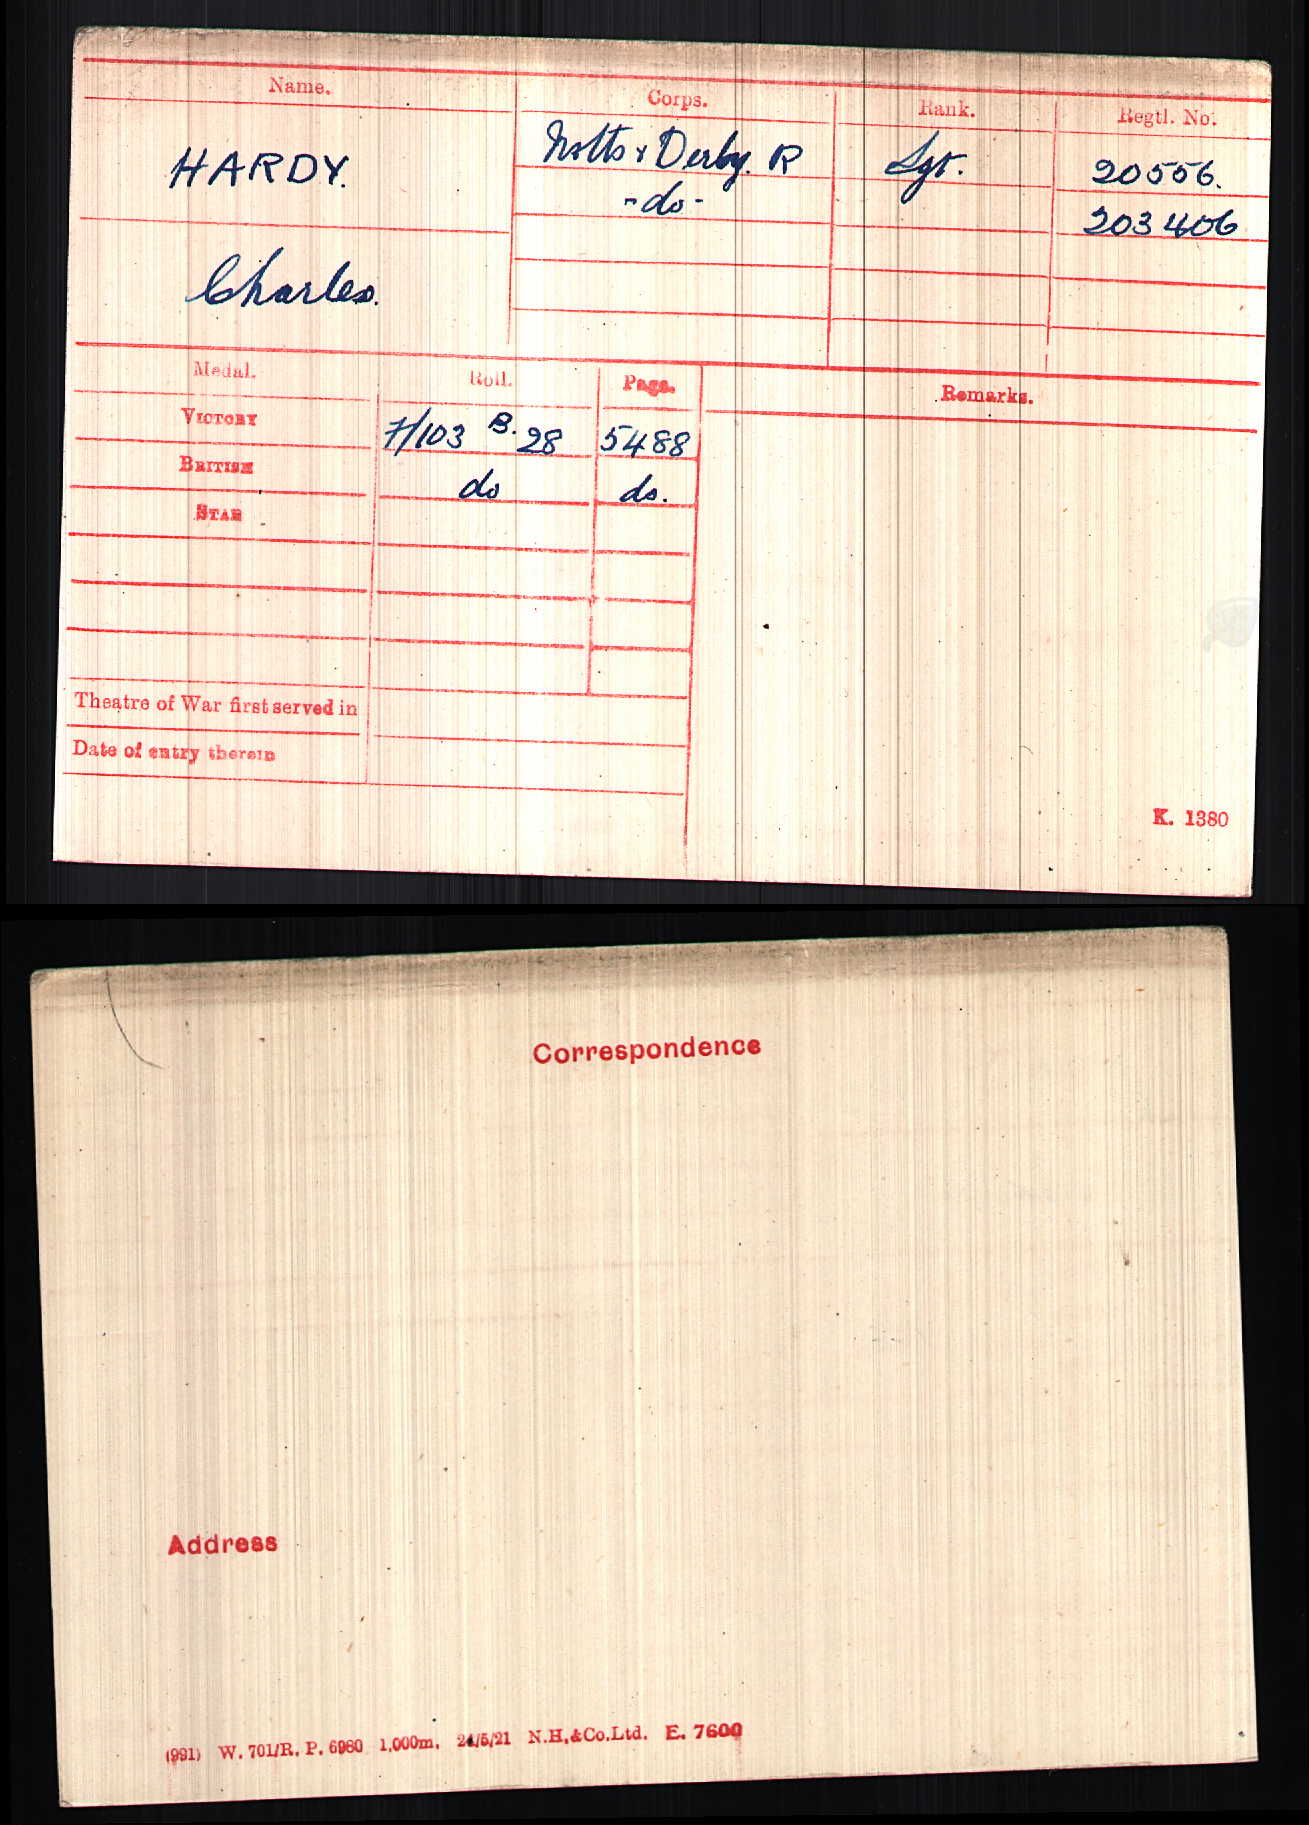 Name. Corps. Rank. Regtl. No.
HARDY. Notts & Derby. R Sgt. 20556.
-do- 203406
Charles.
Medal. Roll. Page. Remarks.
VICTORY 7/103 B. 28 5488
BRITISH do do.
STAR
Theatre of War first served in
Date of entry therein
K. 1380
Correspondence
Address
(991) W. 701/R. P. 6980 1,000m. 24/5/21 N.H.&Co.Ltd. E. 7600